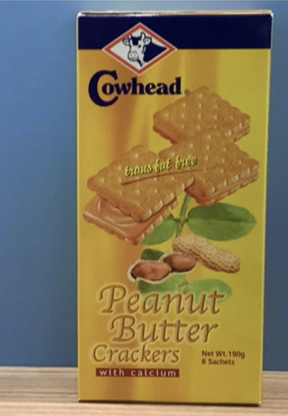 Cowhead®
trans fat free
Peanut
Butter
Crackers
Net Wt.190g
8 Sachets
with calcium